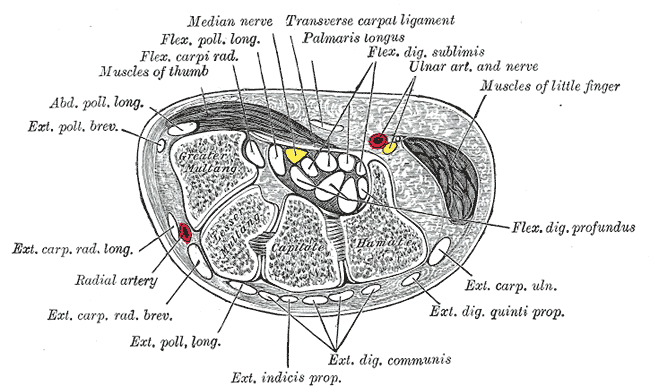 Median nerve
Transverse carpal ligament
Flex. poll. long.
Palmaris longus
Flex. carpi rad.
Flex. dig. sublimis
Muscles of thumb
Ulnar art. and nerve
Muscles of little finger
Abd. poll. long.
Ext. poll. brev.
Greater
Multang.
Lesser
Multang.
Capitate
Hamate
Flex. dig. profundus
Ext. carp. rad. long.
Radial artery
Ext. carp. uln.
Ext. carp. rad. brev.
Ext. dig. quinti prop.
Ext. poll, long.
Ext. dig. communis
Ext. indicis prop.